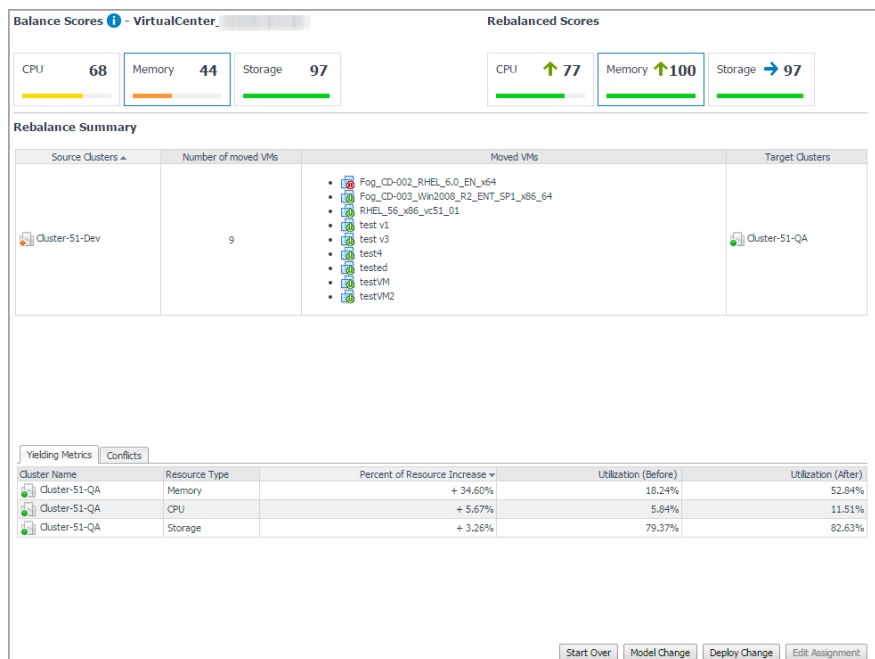 Balance Scores i - VirtualCenter_
Rebalanced Scores
CPU 68
Memory 44
Storage 97
CPU 77
Memory 100
Storage 97
Rebalance Summary
Source Clusters Number of moved VMs Moved VMs Target Clusters
Cluster-51-Dev
9
Fog_CD-002_RHEL_6.0_EN_x64
Fog_CD-003_Win2008_R2_ENT_SP1_x86_64
RHEL_56_x86_vc51_01
test v1
test v3
test4
tested
testVM
testVM2
Cluster-51-QA
Yielding Metrics Conflicts
Cluster Name Resource Type Percent of Resource Increase Utilization (Before) Utilization (After)
Cluster-51-QA Memory + 34.60% 18.24% 52.84%
Cluster-51-QA CPU + 5.67% 5.84% 11.51%
Cluster-51-QA Storage + 3.26% 79.37% 82.63%
Start Over Model Change Deploy Change Edit Assignment